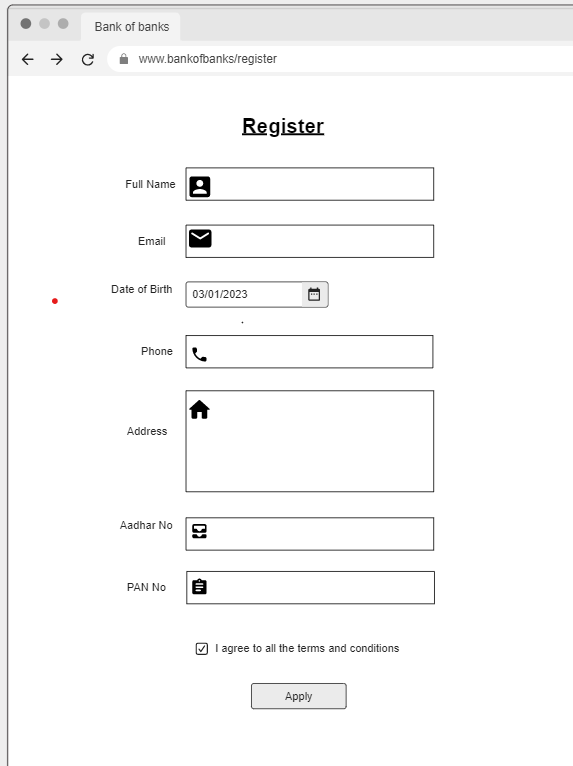 Bank of banks
www.bankofbanks/register
Register
Full Name
Email
Date of Birth
03/01/2023
Phone
Address
Aadhar No
PAN No
I agree to all the terms and conditions
Apply